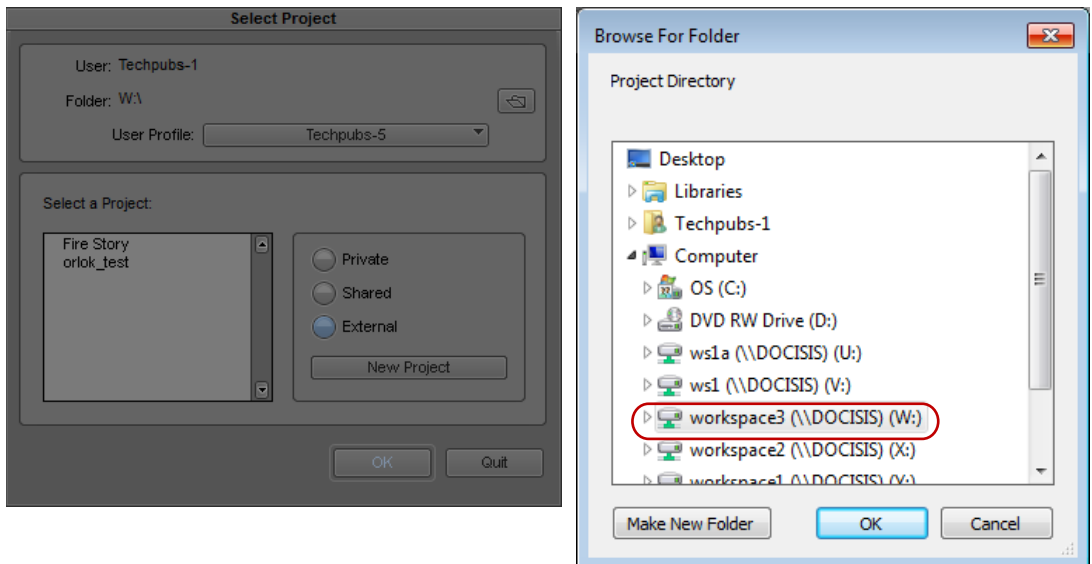 Select Project
User: Techpubs-1
Folder: W:\
User Profile: Techpubs-5
Select a Project:
Fire Story
orlok_test
Private
Shared
External
New Project
OK Quit
Browse For Folder
Project Directory
Desktop
Libraries
Techpubs-1
Computer
OS (C:)
DVD RW Drive (D:)
ws1a (\\DOCISIS) (U:)
ws1 (\\DOCISIS) (V:)
workspace3 (\\DOCISIS) (W:)
workspace2 (\\DOCISIS) (X:)
workspace1 (\\DOCISIS) (Y:)
Make New Folder OK Cancel